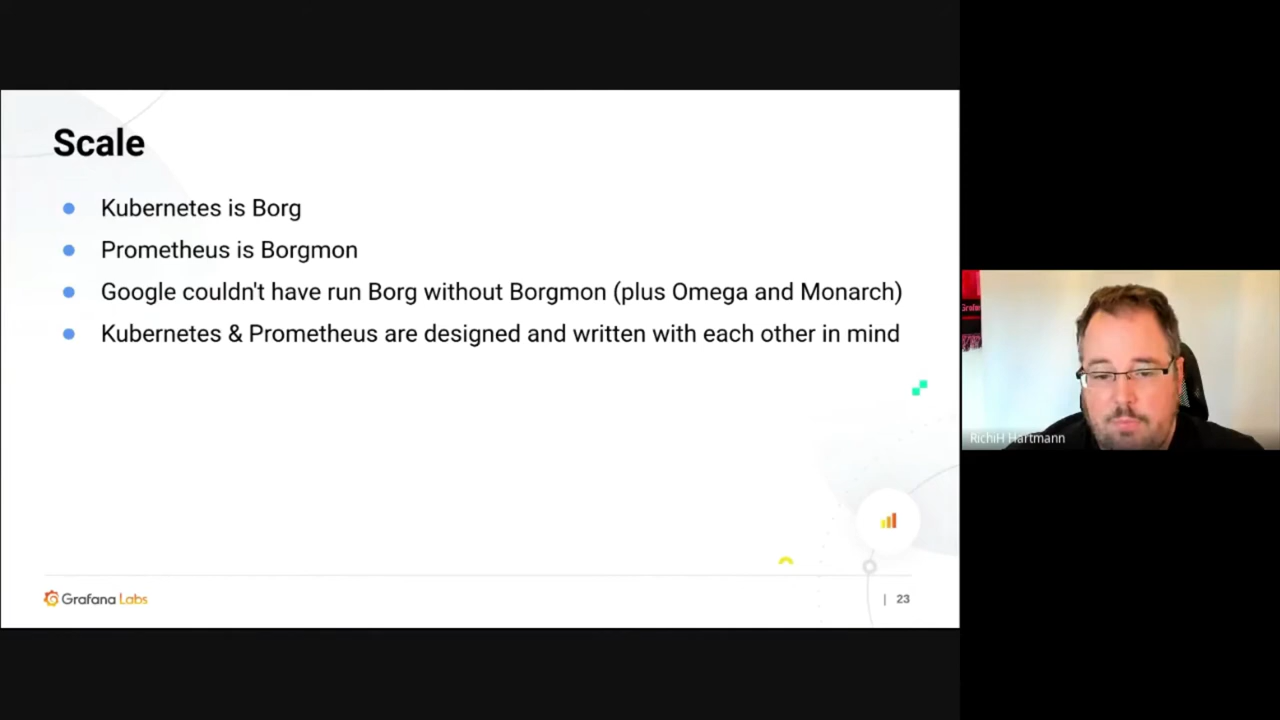 Scale
Kubernetes is Borg
Prometheus is Borgmon
Google couldn't have run Borg without Borgmon (plus Omega and Monarch)
Kubernetes & Prometheus are designed and written with each other in mind
Grafana Labs
| 23
RichiH Hartmann